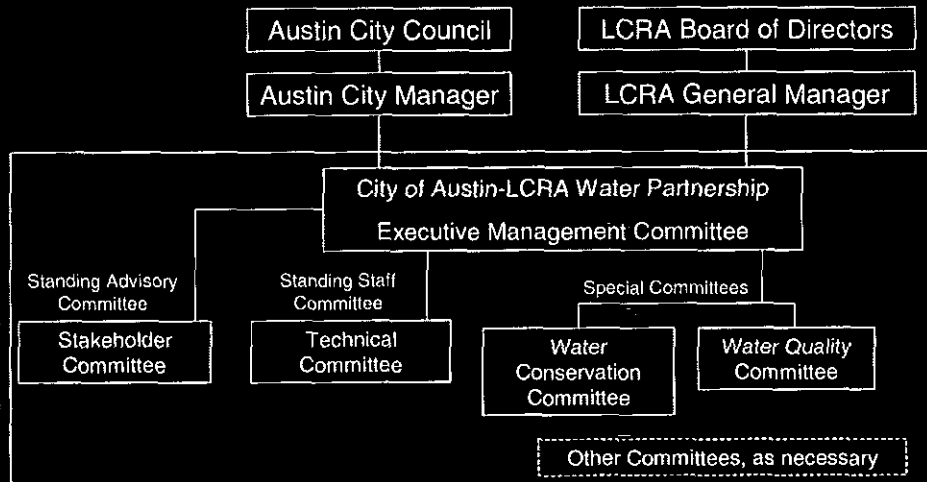 Austin City Council
LCRA Board of Directors
Austin City Manager
LCRA General Manager
City of Austin-LCRA Water Partnership
Executive Management Committee
Standing Advisory
Committee
Stakeholder
Committee
Standing Staff
Committee
Technical
Committee
Special Committees
Water
Conservation
Committee
Water Quality
Committee
Other Committees, as necessary